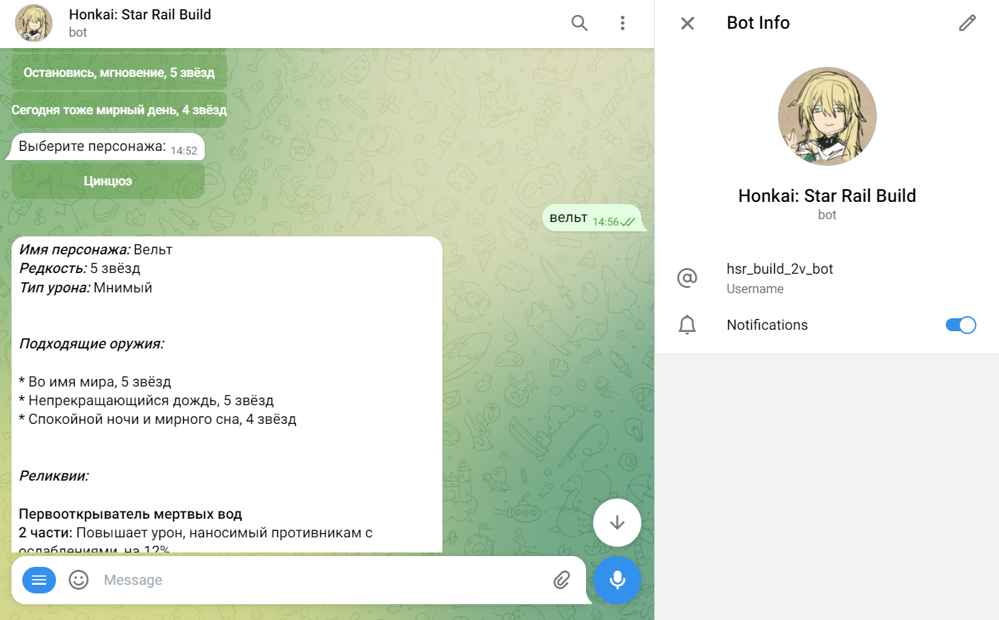 Honkai: Star Rail Build
bot
Остановись, мгновение, 5 звёзд
Сегодня тоже мирный день, 4 звёзд
Выберите персонажа: 14:52
Цинцюэ
вельт 14:56
Имя персонажа: Вельт
Редкость: 5 звёзд
Тип урона: Мнимый
Подходящие оружия:
* Во имя мира, 5 звёзд
* Непрекращающийся дождь, 5 звёзд
* Спокойной ночи и мирного сна, 4 звёзд
Реликвии:
Первооткрыватель мертвых вод
2 части: Повышает урон, наносимый противникам с
ослаблениями, на 12%
Message
Bot Info
Honkai: Star Rail Build
bot
hsr_build_2v_bot
Username
Notifications